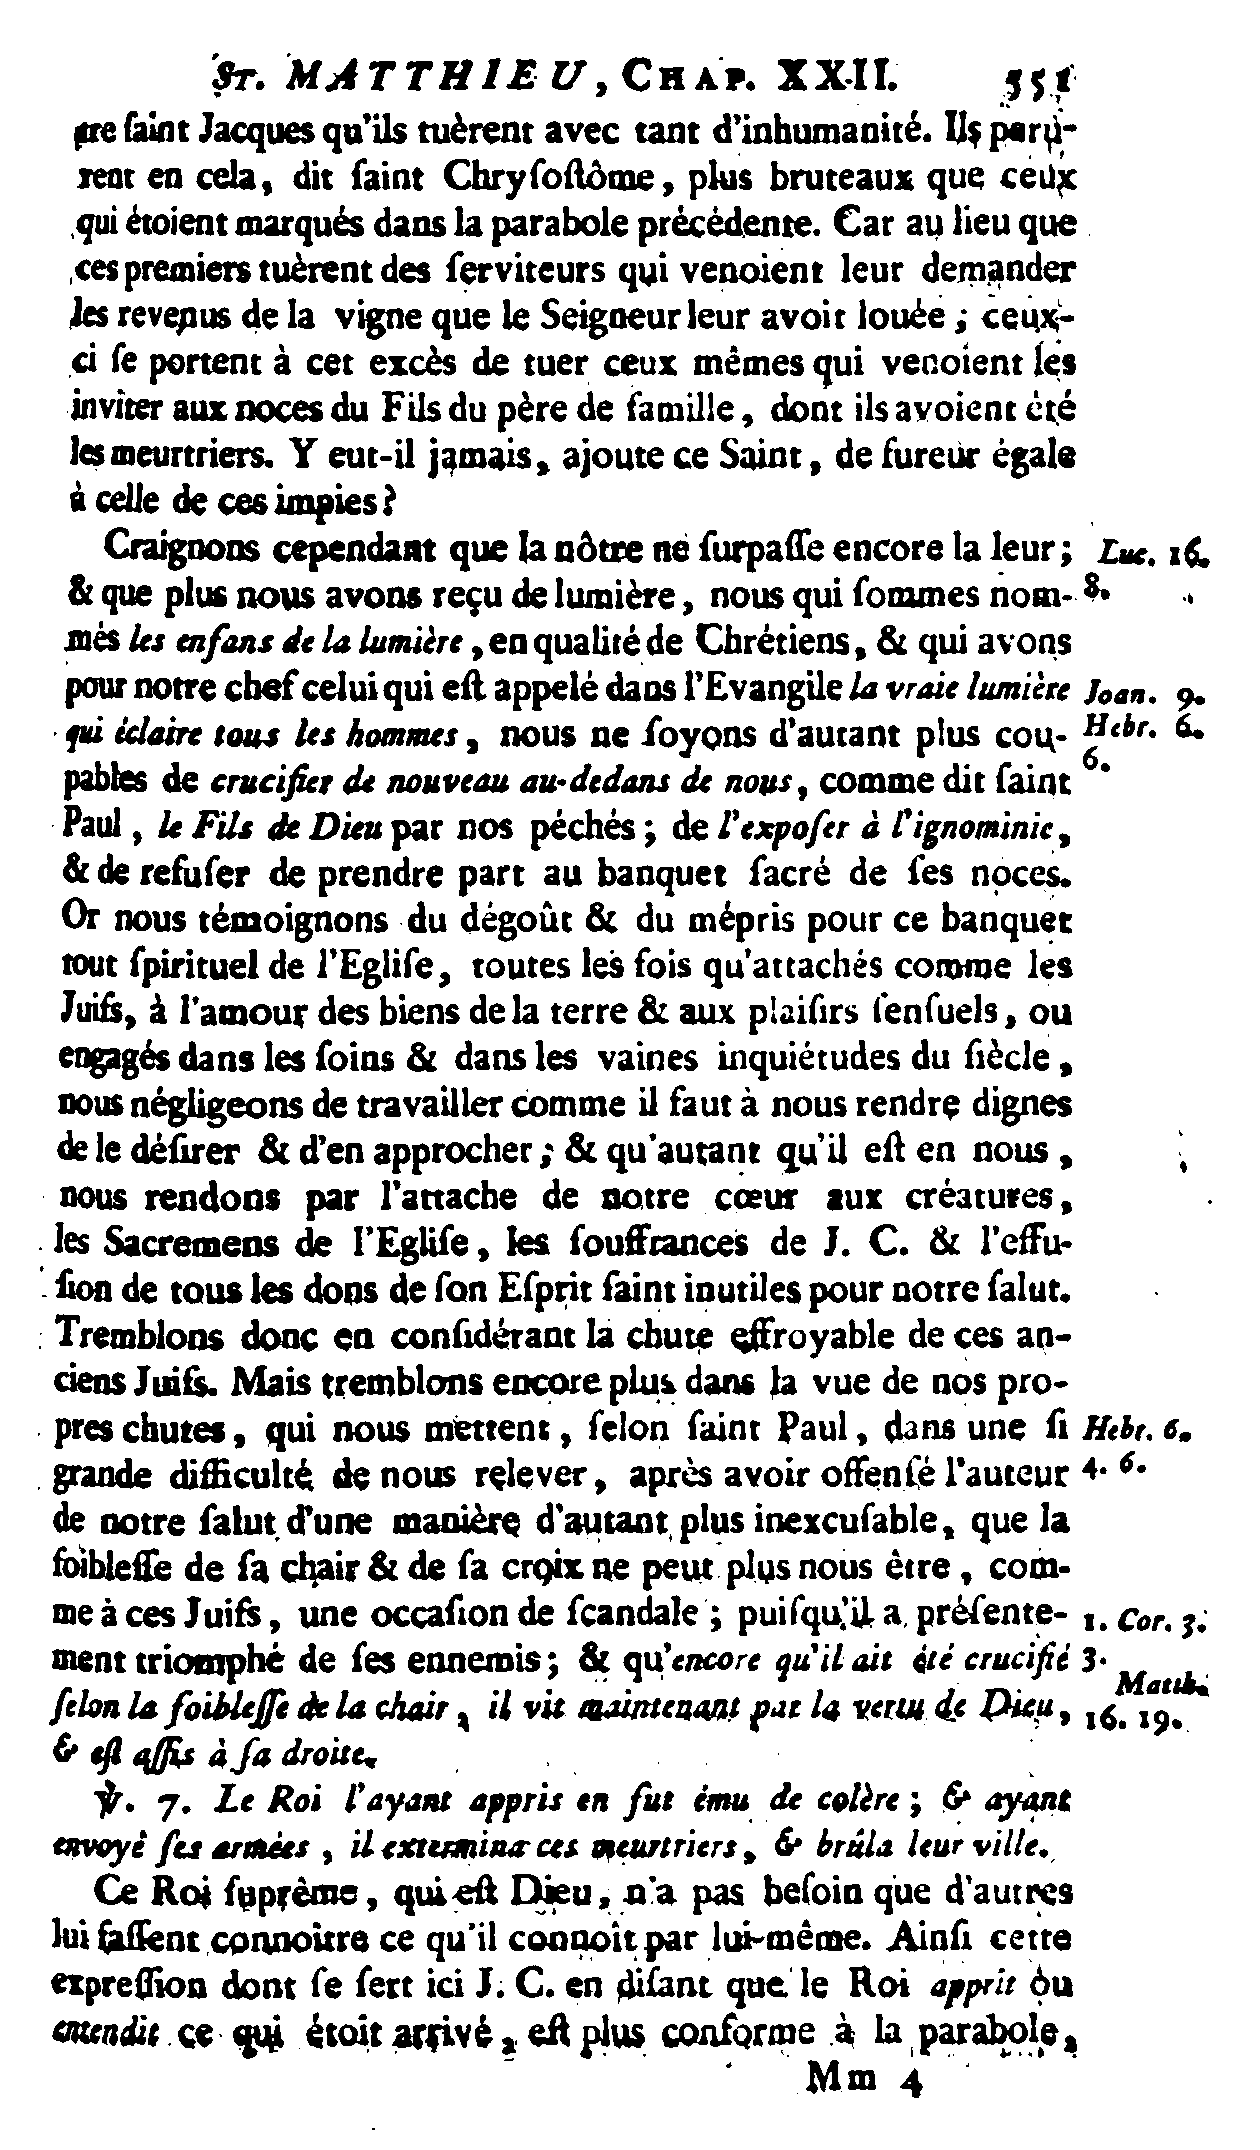 ST. MATTHIEU, CHAP. XXII. 551
tre ſaint Jacques qu'ils tuèrent avec tant d'inhumanité. Ils paru-
rent en cela, dit ſaint Chryſoſtôme, plus bruteaux que ceux
qui étoient marqués dans la parabole précédente. Car au lieu que
ces premiers tuèrent des ſerviteurs qui venoient leur demander
les revenus de la vigne que le Seigneur leur avoit louée ; ceux-
ci ſe portent à cet excès de tuer ceux mêmes qui venoient les
inviter aux noces du Fils du père de famille, dont ils avoient été
les meurtriers. Y eut-il jamais, ajoute ce Saint, de fureur égale
à celle de ces impies ?
Craignons cependant que la nôtre ne ſurpaſſe encore la leur ; Luc. 16.
& que plus nous avons reçu de lumière, nous qui ſommes nom- 8.
més les enfans de la lumière, en qualité de Chrétiens, & qui avons
pour notre chef celui qui eſt appelé dans l'Evangile la vraie lumière Joan. 9.
qui éclaire tous les hommes, nous ne ſoyons d'autant plus cou- Hebr. 6.
pables de crucifier de nouveau au-dedans de nous, comme dit ſaint 6.
Paul, le Fils de Dieu par nos péchés ; de l'expoſer à l'ignominie,
& de refuſer de prendre part au banquet ſacré de ſes noces.
Or nous témoignons du dégoût & du mépris pour ce banquet
tout ſpirituel de l'Egliſe, toutes les fois qu'attachés comme les
Juifs, à l'amour des biens de la terre & aux plaiſirs ſenſuels, ou
engagés dans les ſoins & dans les vaines inquiétudes du ſiècle,
nous négligeons de travailler comme il faut à nous rendre dignes
de le déſirer & d'en approcher ; & qu'autant qu'il eſt en nous,
nous rendons par l'attache de notre cœur aux créatures,
les Sacremens de l'Egliſe, les ſouffrances de J. C. & l'effu-
ſion de tous les dons de ſon Eſprit ſaint inutiles pour notre ſalut.
Tremblons donc en conſidérant la chute effroyable de ces an-
ciens Juifs. Mais tremblons encore plus dans la vue de nos pro-
pres chutes, qui nous mettent, ſelon ſaint Paul, dans une ſi Hebr. 6.
grande difficulté de nous relever, après avoir offenſé l'auteur 4. 6.
de notre ſalut d'une manière d'autant plus inexcuſable, que la
foibleſſe de ſa chair & de ſa croix ne peut plus nous être, com-
me à ces Juifs, une occaſion de ſcandale ; puiſqu'il a préſente- 1. Cor. 3.
ment triomphé de ſes ennemis ; & qu'encore qu'il ait été crucifié 3.
ſelon la foibleſſe de la chair, il vit maintenant par la vertu de Dieu, Matth. 16. 19.
& eſt aſſis à ſa droite.
℣. 7. Le Roi l'ayant appris en fut ému de colère ; & ayant
envoyé ſes armées, il extermina ces meurtriers, & brûla leur ville.
Ce Roi ſuprême, qui eſt Dieu, n'a pas beſoin que d'autres
lui faſſent connoître ce qu'il connoît par lui-même. Ainſi cette
expreſſion dont ſe ſert ici J. C. en diſant que le Roi apprit ou
entendit ce qui étoit arrivé, eſt plus conforme à la parabole,
Mm 4